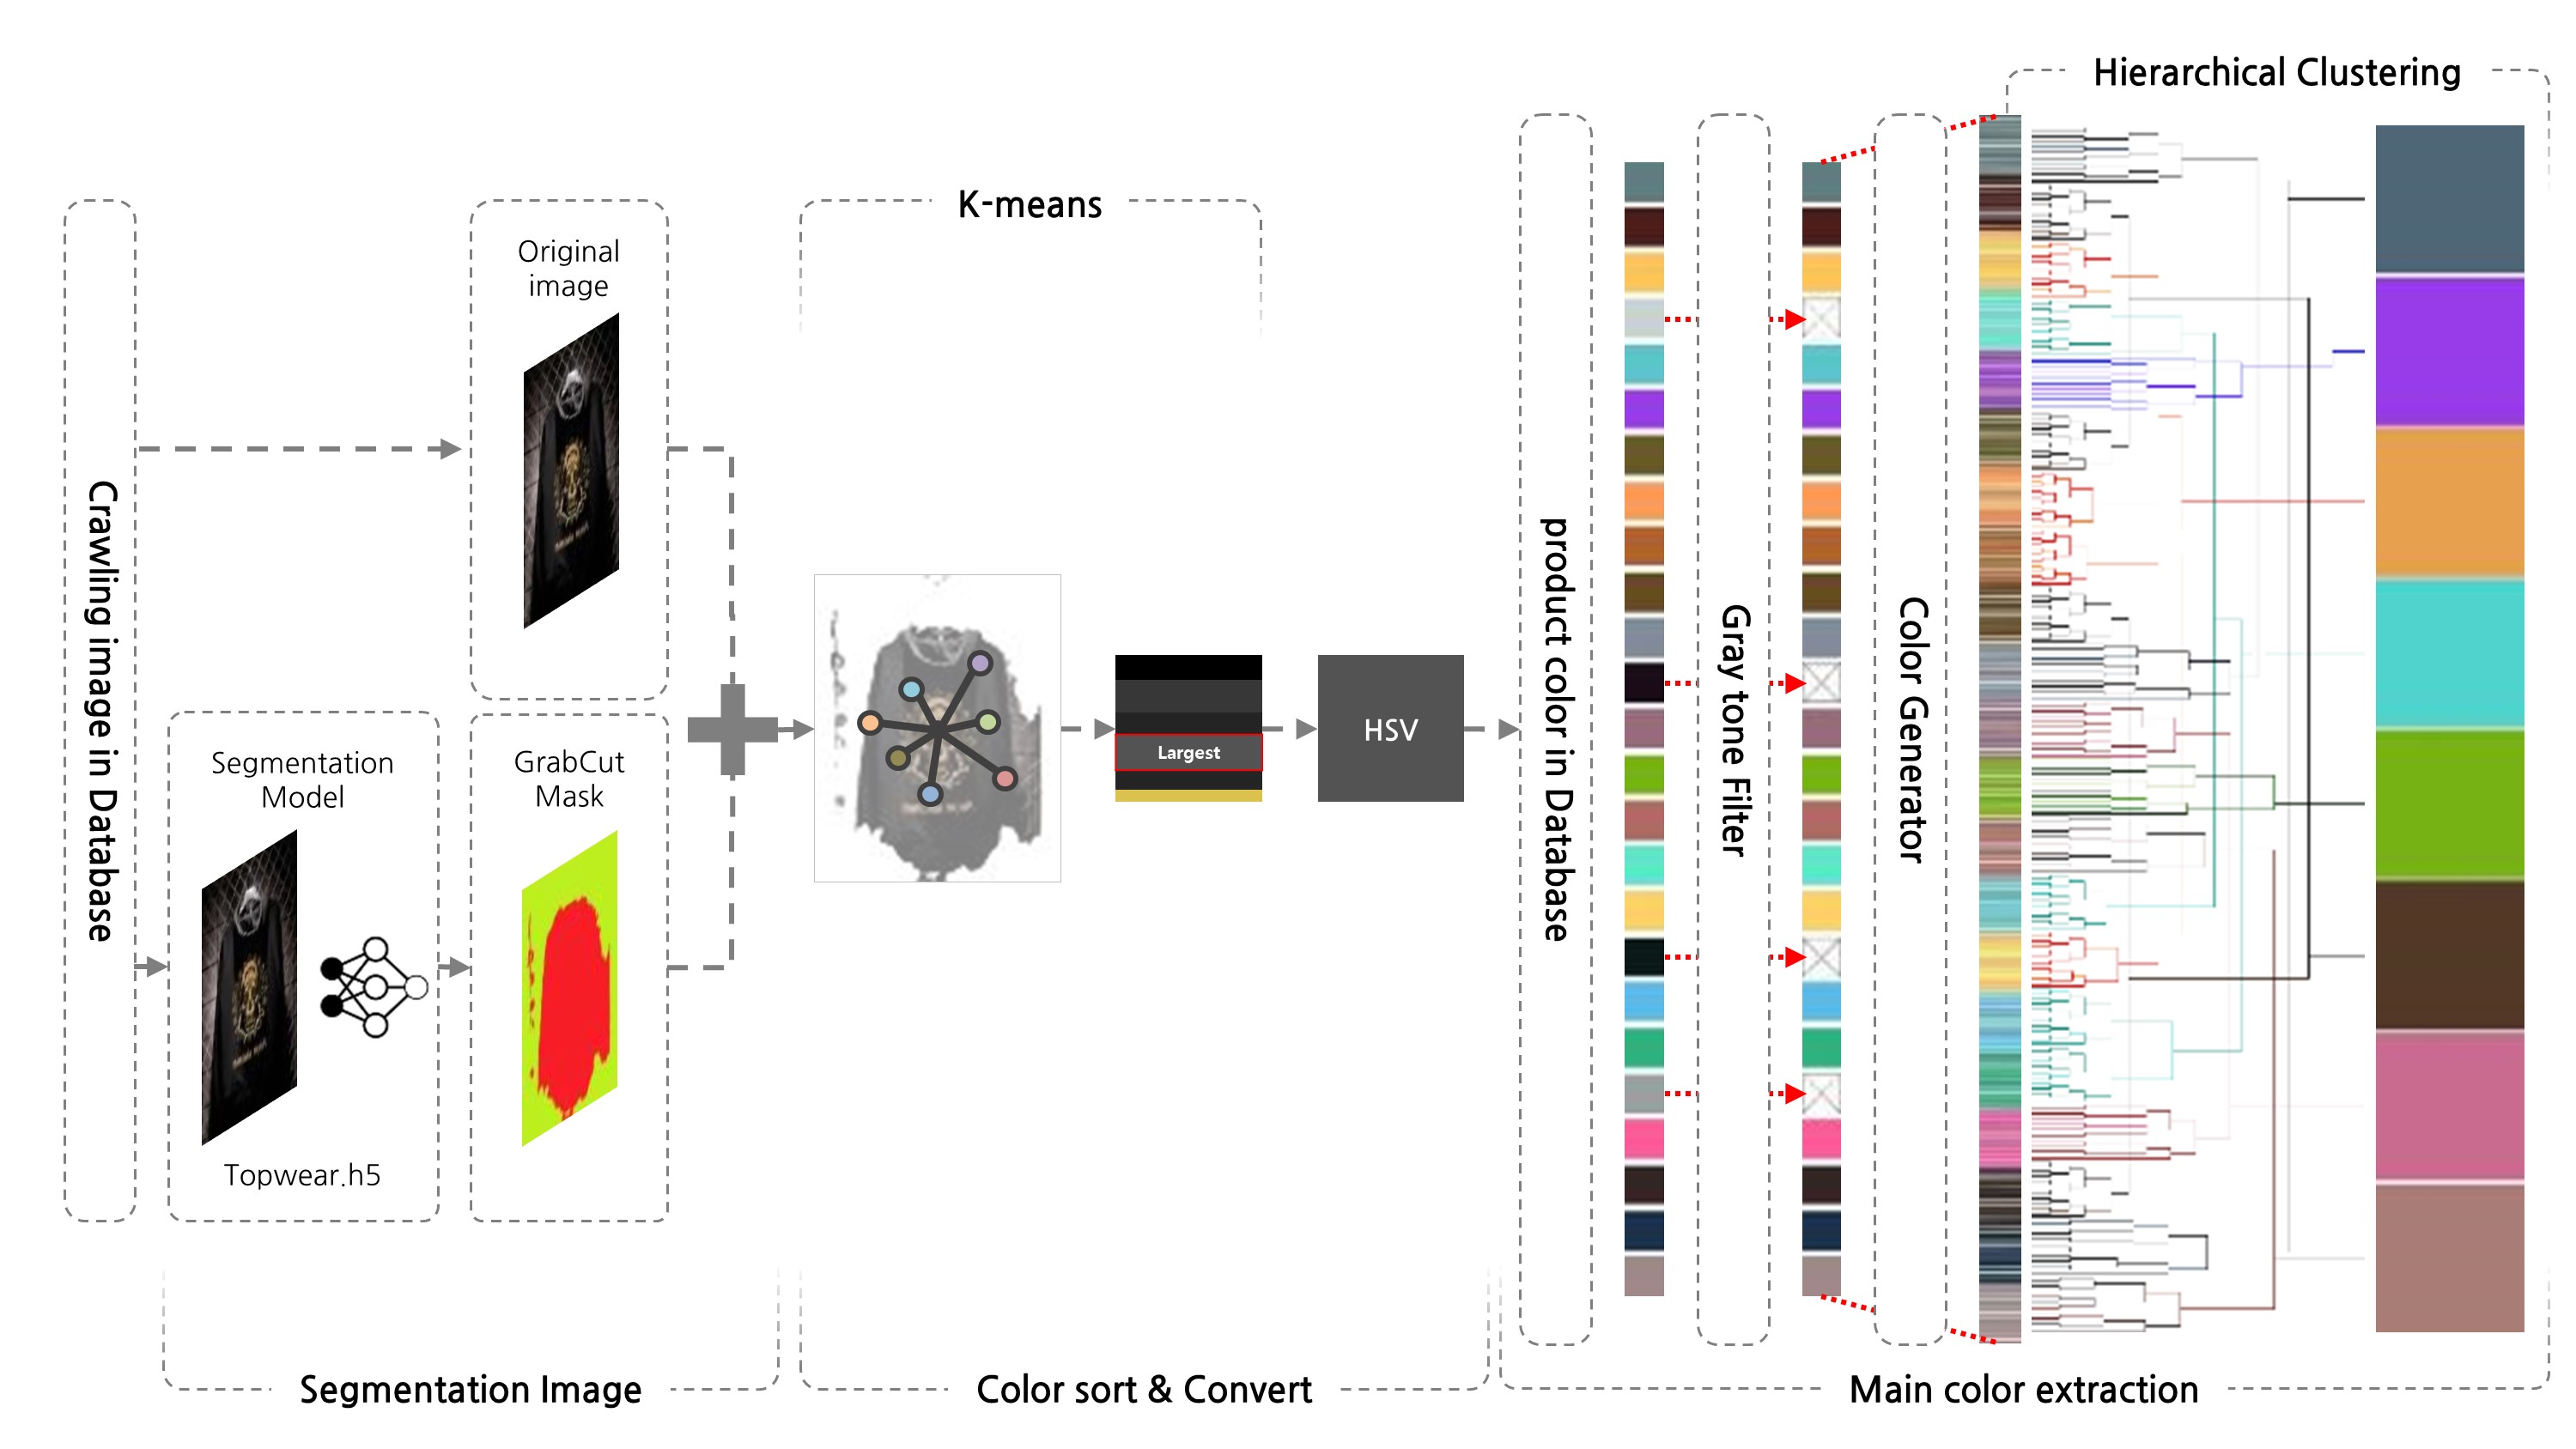 Hierarchical Clustering
K-means
Original
image
Crawling image in Database
Segmentation
Model
GrabCut
Mask
Topwear.h5
Largest
HSV
product color in Database
Gray tone Filter
Color Generator
Segmentation Image
Color sort & Convert
Main color extraction